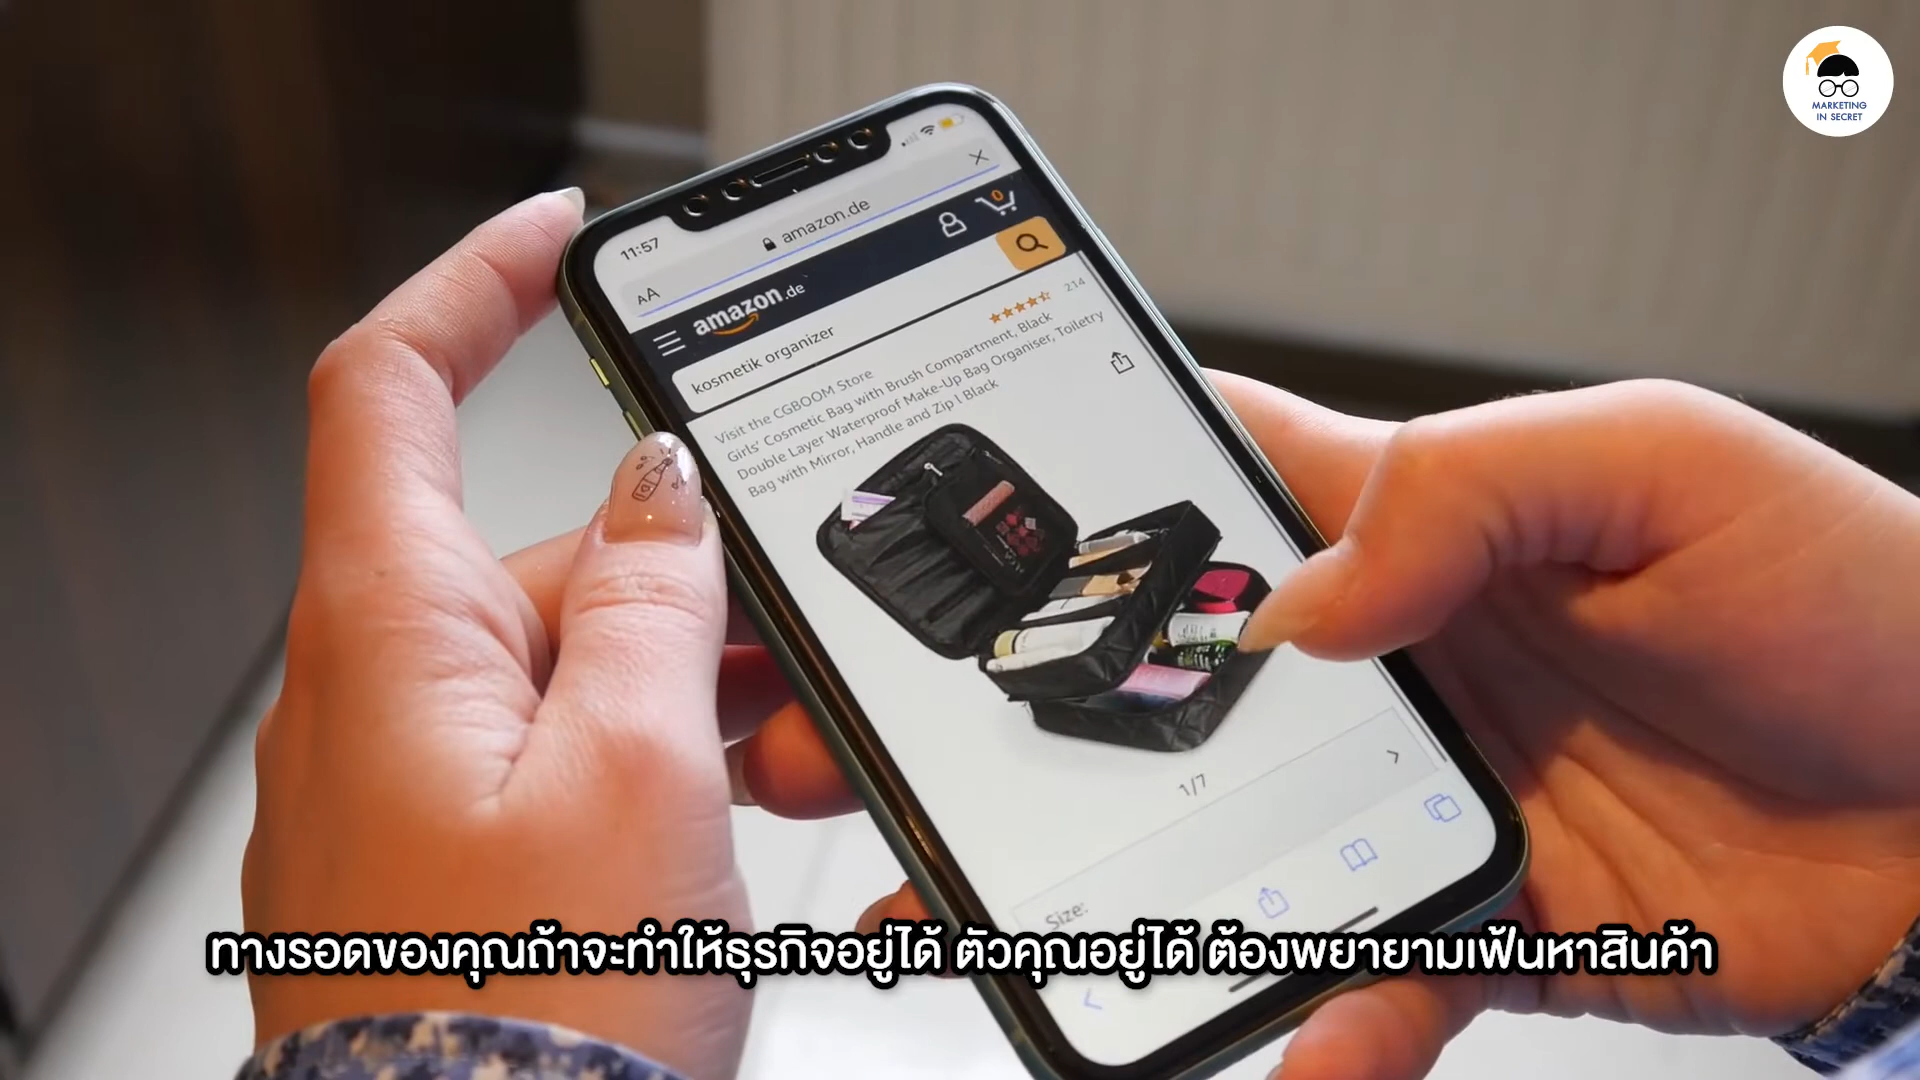 MARKETING
IN SECRET
11:57
AA
amazon.de
0
amazon.de
kosmetik organizer
Visit the CGBOOM Store
214
Girls' Cosmetic Bag with Brush Compartment, Black
Double Layer Waterproof Make-Up Bag Organiser, Toiletry
Bag with Mirror, Handle and Zip l Black
1/7
Size:
ทางรอดของคุณถ้าจะทำให้ธุรกิจอยู่ได้ ตัวคุณอยู่ได้ ต้องพยายามเฟ้นหาสินค้า